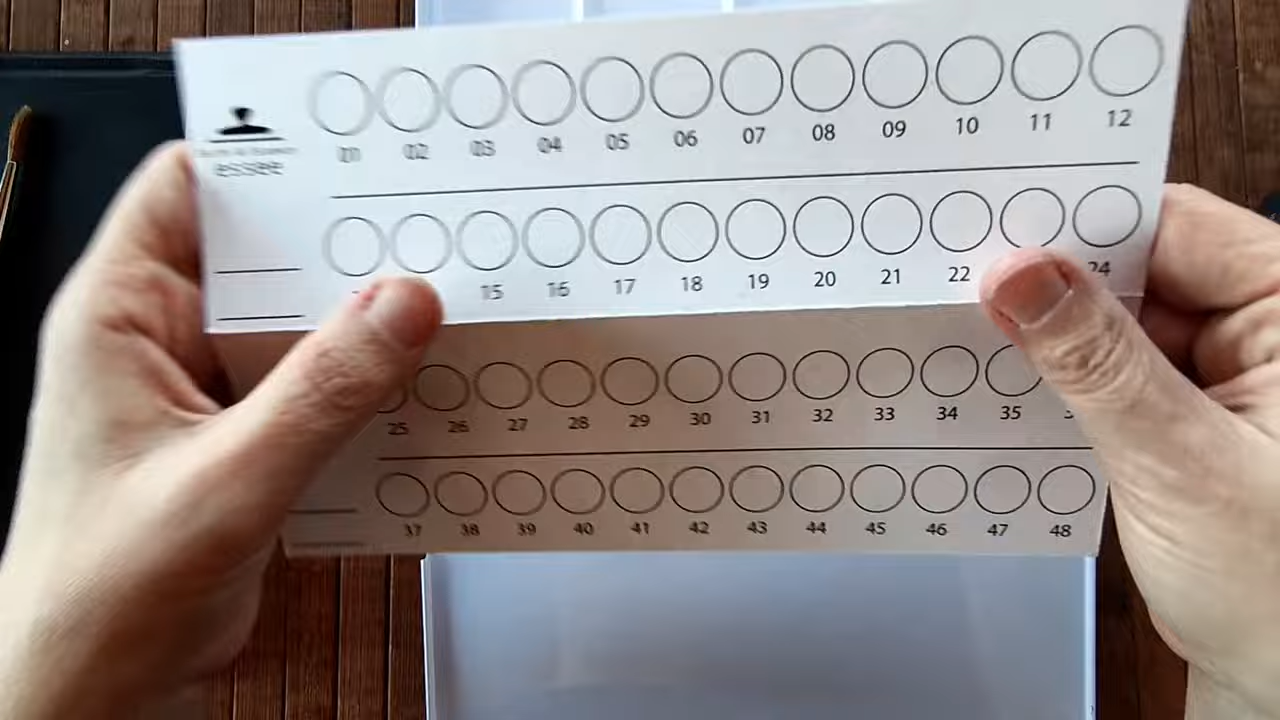 essee
01 02 03 04 05 06 07 08 09 10 11 12
15 16 17 18 19 20 21 22 24
25 26 27 28 29 30 31 32 33 34 35
37 38 39 40 41 42 43 44 45 46 47 48